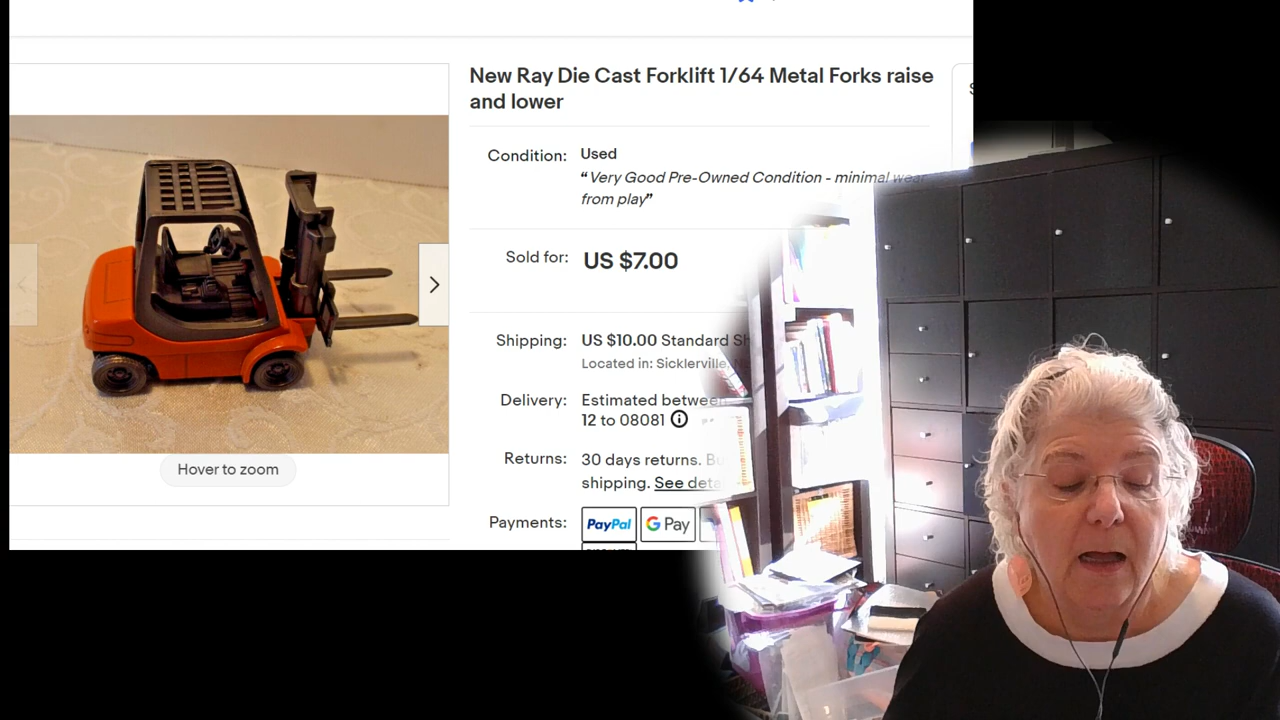 New Ray Die Cast Forklift 1/64 Metal Forks raise
and lower
Condition: Used
“Very Good Pre-Owned Condition - minimal wear
from play”
Sold for: US $7.00
Shipping: US $10.00 Standard
Located in: Sicklerville,
Delivery: Estimated between
12 to 08081
Hover to zoom
Returns: 30 days returns.
shipping. See
Payments: PayPal G Pay